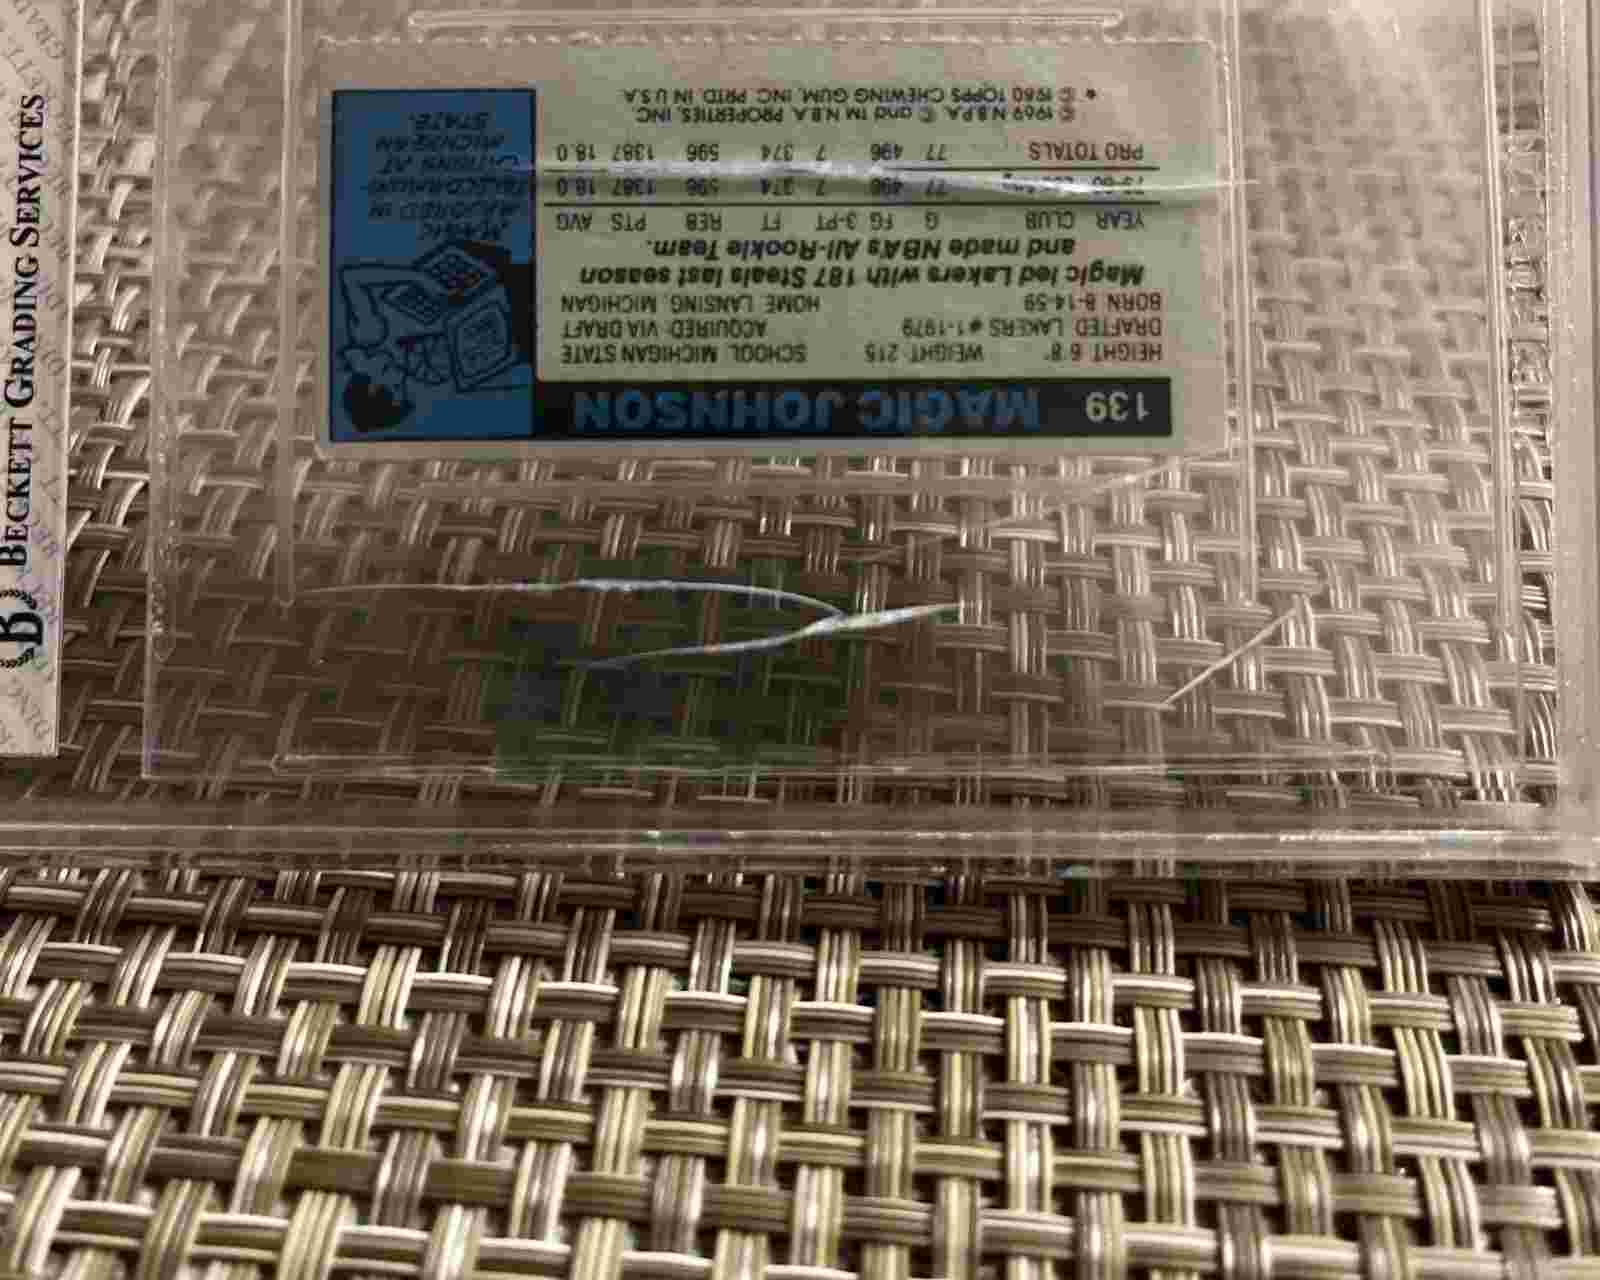 BECKETT GRADING SERVICES
B
139 MAGIC JOHNSON
HEIGHT 6'8" WEIGHT: 215 SCHOOL: MICHIGAN STATE
DRAFTED LAKERS #1-1979 ACQUIRED: VIA DRAFT
BORN 8-14-59 HOME: LANSING, MICHIGAN
Magic led Lakers with 187 Steals last season
and made NBA's All-Rookie Team.
YEAR CLUB G FG 3-PT FT REB PTS AVG
79-80 77 496 7 374 596 1387 18.0
PRO TOTALS 77 496 7 374 596 1387 18.0
© 1969 N.B.P.A. © and TM N.B.A. PROPERTIES, INC.
* © 1980 TOPPS CHEWING GUM, INC. PRTD. IN U.S.A.
MAGIC
MAJORED IN
TELECOMMUNI-
CATIONS AT
MICHIGAN
STATE.